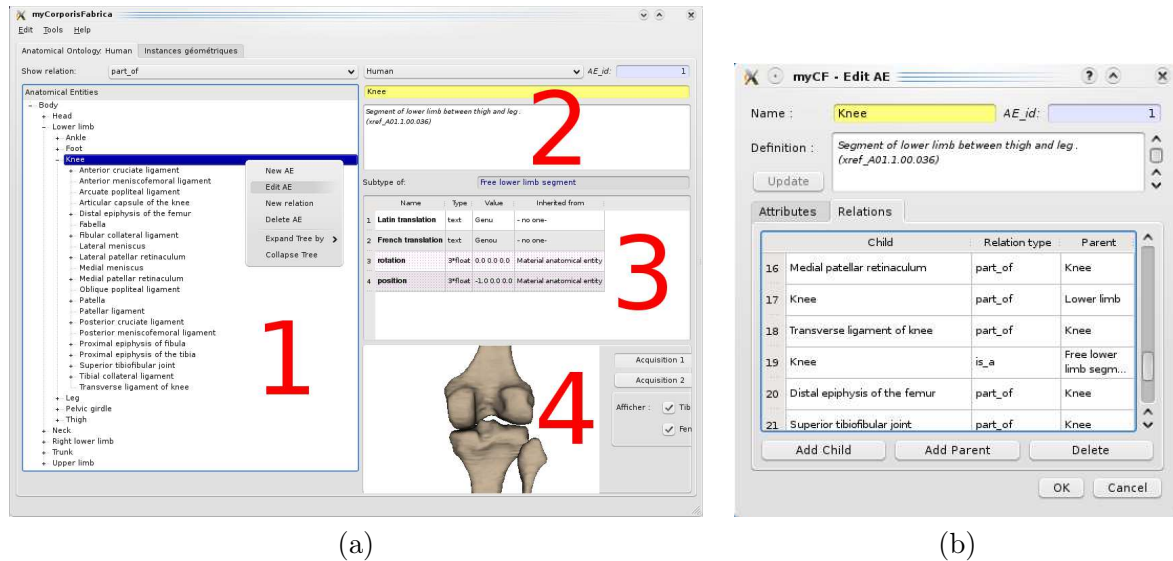 myCorporisFabrica
Edit Tools Help
Anatomical Ontology: Human Instances géométriques
Show relation: part_of Human AE_id: 1
Anatomical Entities
- Body
+ Head
- Lower limb
+ Ankle
+ Foot
- Knee
+ Anterior cruciate ligament
Anterior meniscofemoral ligament
Arcuate popliteal ligament
Articular capsule of the knee
+ Distal epiphysis of the femur
Fabella
+ Fibular collateral ligament
Lateral meniscus
+ Lateral patellar retinaculum
Medial meniscus
+ Medial patellar retinaculum
Oblique popliteal ligament
+ Patella
Patellar ligament
+ Posterior cruciate ligament
Posterior meniscofemoral ligament
+ Proximal epiphysis of fibula
+ Proximal epiphysis of the tibia
+ Superior tibiofibular joint
+ Tibial collateral ligament
Transverse ligament of knee
+ Leg
+ Pelvic girdle
+ Thigh
+ Neck
+ Right lower limb
+ Trunk
+ Upper limb
1
New AE
Edit AE
New relation
Delete AE
Expand Tree by
Collapse Tree
Knee
Segment of lower limb between thigh and leg .
(xref_A01.1.00.036)
2
Subtype of: Free lower limb segment
Name Type Value Inherited from
1 Latin translation text Genu - no one-
2 French translation text Genou - no one-
3 rotation 3*float 0.0 0.0 0.0 Material anatomical entity
4 position 3*float -1.0 0.0 0.0 Material anatomical entity
3
4
Acquisition 1
Acquisition 2
Afficher : Tib
Fen
(a)
myCF - Edit AE
Name : Knee AE_id: 1
Definition : Segment of lower limb between thigh and leg .
(xref_A01.1.00.036)
Update
Attributes Relations
Child Relation type Parent
16 Medial patellar retinaculum part_of Knee
17 Knee part_of Lower limb
18 Transverse ligament of knee part_of Knee
19 Knee is_a Free lower
limb segm...
20 Distal epiphysis of the femur part_of Knee
21 Superior tibiofibular joint part_of Knee
Add Child Add Parent Delete
OK Cancel
(b)